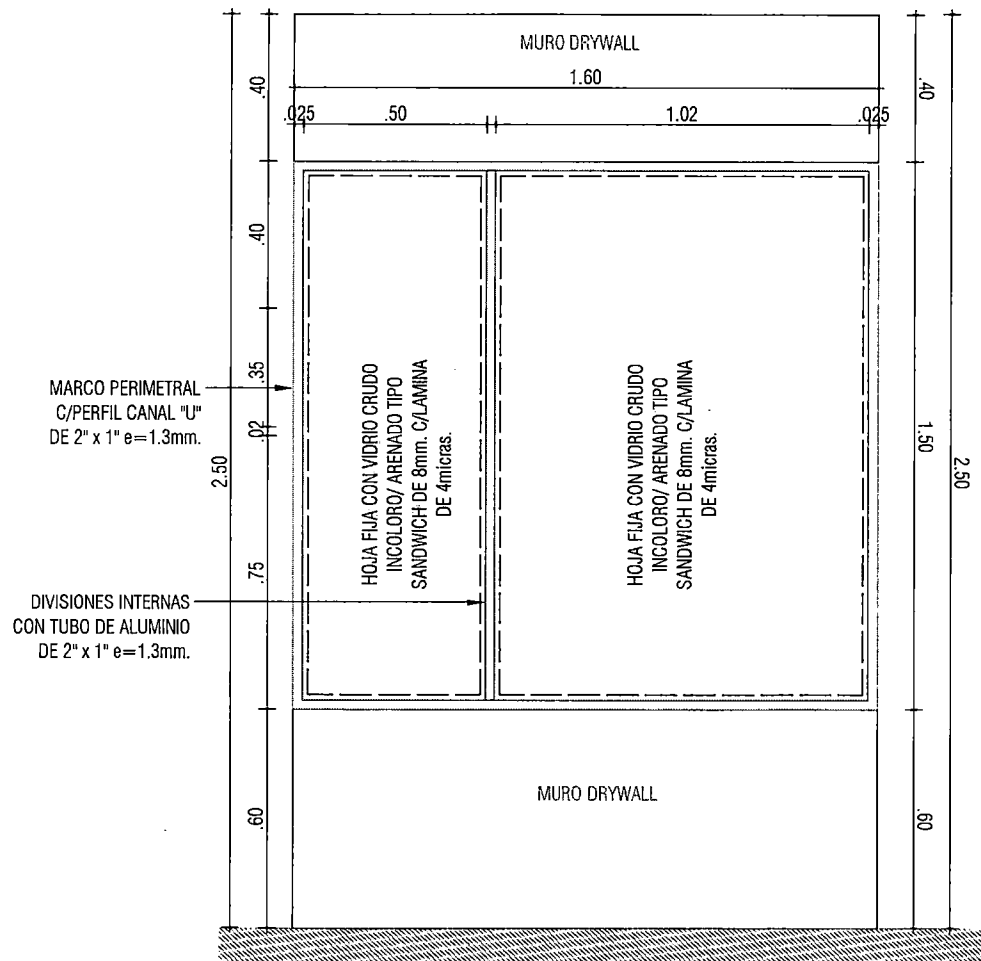 MURO DRYWALL
1.60
.025
.50
1.02
.025
.40
.40
.40
.35
.02
2.50
.75
.60
1.50
2.50
.60
MARCO PERIMETRAL
C/PERFIL CANAL "U"
DE 2" x 1" e=1.3mm.
DIVISIONES INTERNAS
CON TUBO DE ALUMINIO
DE 2" x 1" e=1.3mm.
HOJA FIJA CON VIDRIO CRUDO
INCOLORO/ ARENADO TIPO
SANDWICH DE 8mm. C/LAMINA
DE 4micras.
HOJA FIJA CON VIDRIO CRUDO
INCOLORO/ ARENADO TIPO
SANDWICH DE 8mm. C/LAMINA
DE 4micras.
MURO DRYWALL